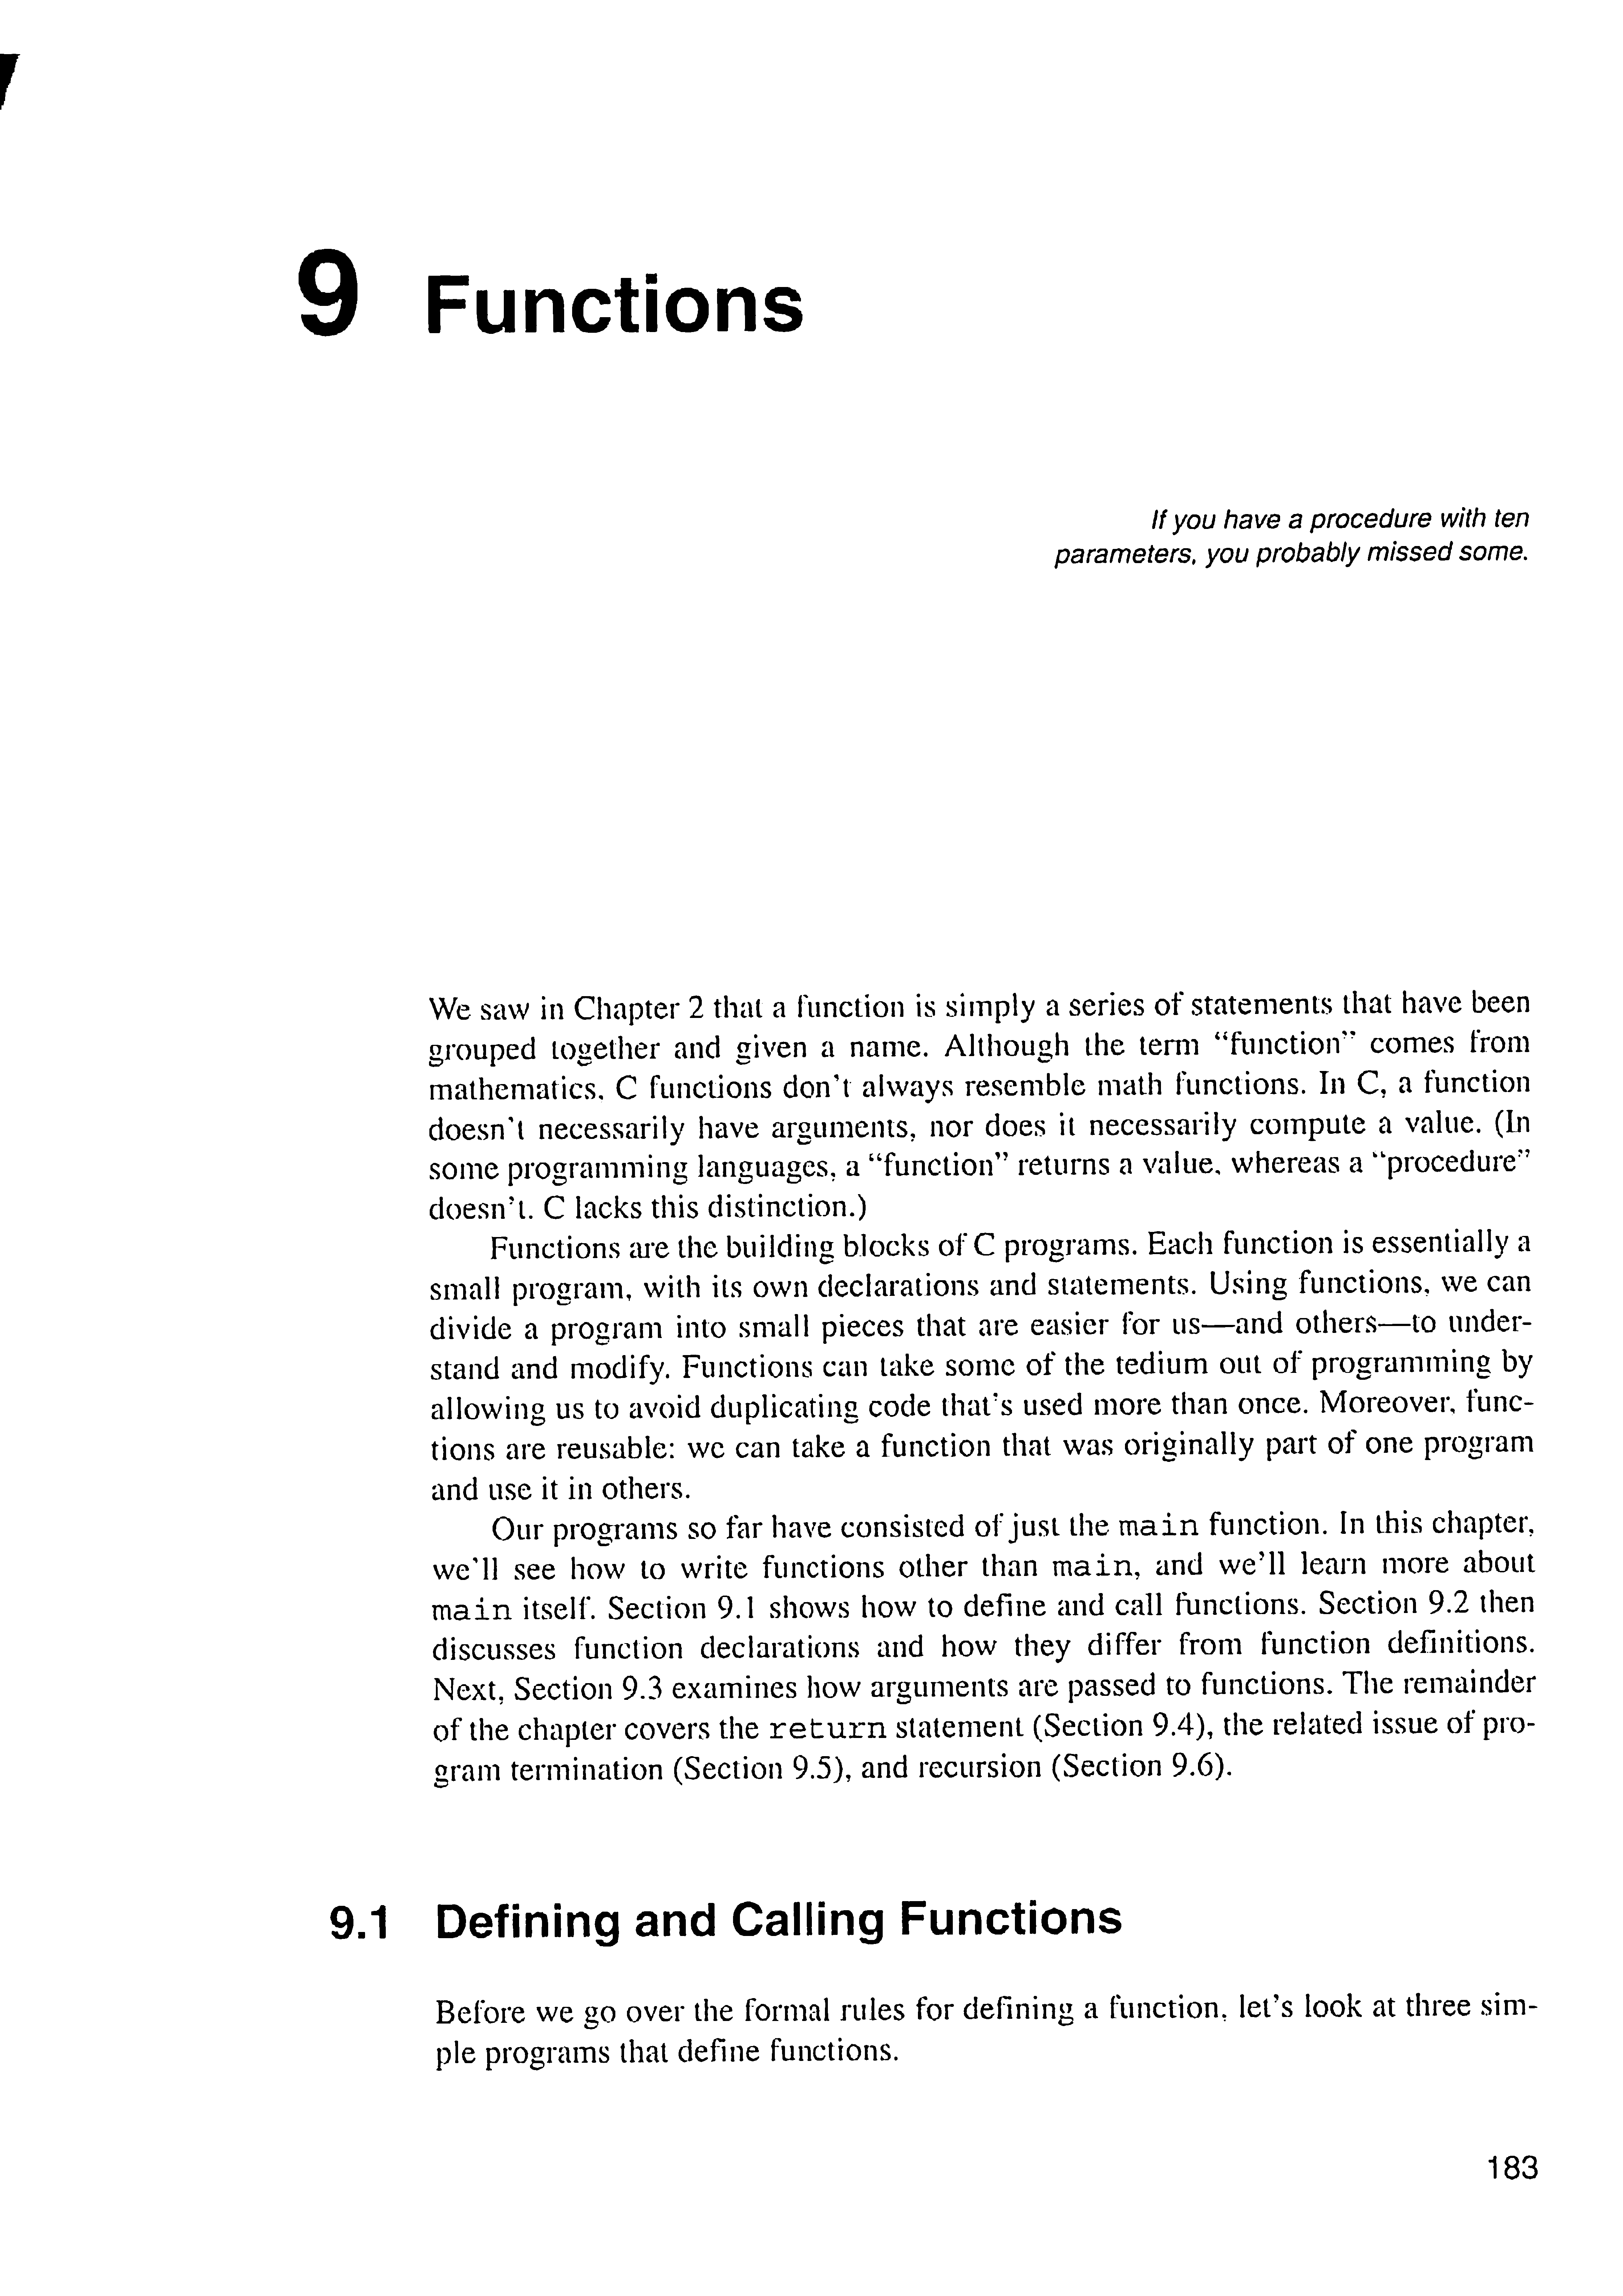 9 Functions
If you have a procedure with ten
parameters, you probably missed some.
We saw in Chapter 2 that a function is simply a series of statements that have been
grouped together and given a name. Although the term “function” comes from
mathematics, C functions don't always resemble math functions. In C, a function
doesn't necessarily have arguments, nor does it necessarily compute a value. (In
some programming languages, a “function” returns a value, whereas a “procedure”
doesn't. C lacks this distinction.)
Functions are the building blocks of C programs. Each function is essentially a
small program, with its own declarations and statements. Using functions, we can
divide a program into small pieces that are easier for us—and others—to under-
stand and modify. Functions can take some of the tedium out of programming by
allowing us to avoid duplicating code that's used more than once. Moreover, func-
tions are reusable: we can take a function that was originally part of one program
and use it in others.
Our programs so far have consisted of just the main function. In this chapter,
we'll see how to write functions other than main, and we'll learn more about
main itself. Section 9.1 shows how to define and call functions. Section 9.2 then
discusses function declarations and how they differ from function definitions.
Next, Section 9.3 examines how arguments are passed to functions. The remainder
of the chapter covers the return statement (Section 9.4), the related issue of pro-
gram termination (Section 9.5), and recursion (Section 9.6).
9.1 Defining and Calling Functions
Before we go over the formal rules for defining a function, let's look at three sim-
ple programs that define functions.
183